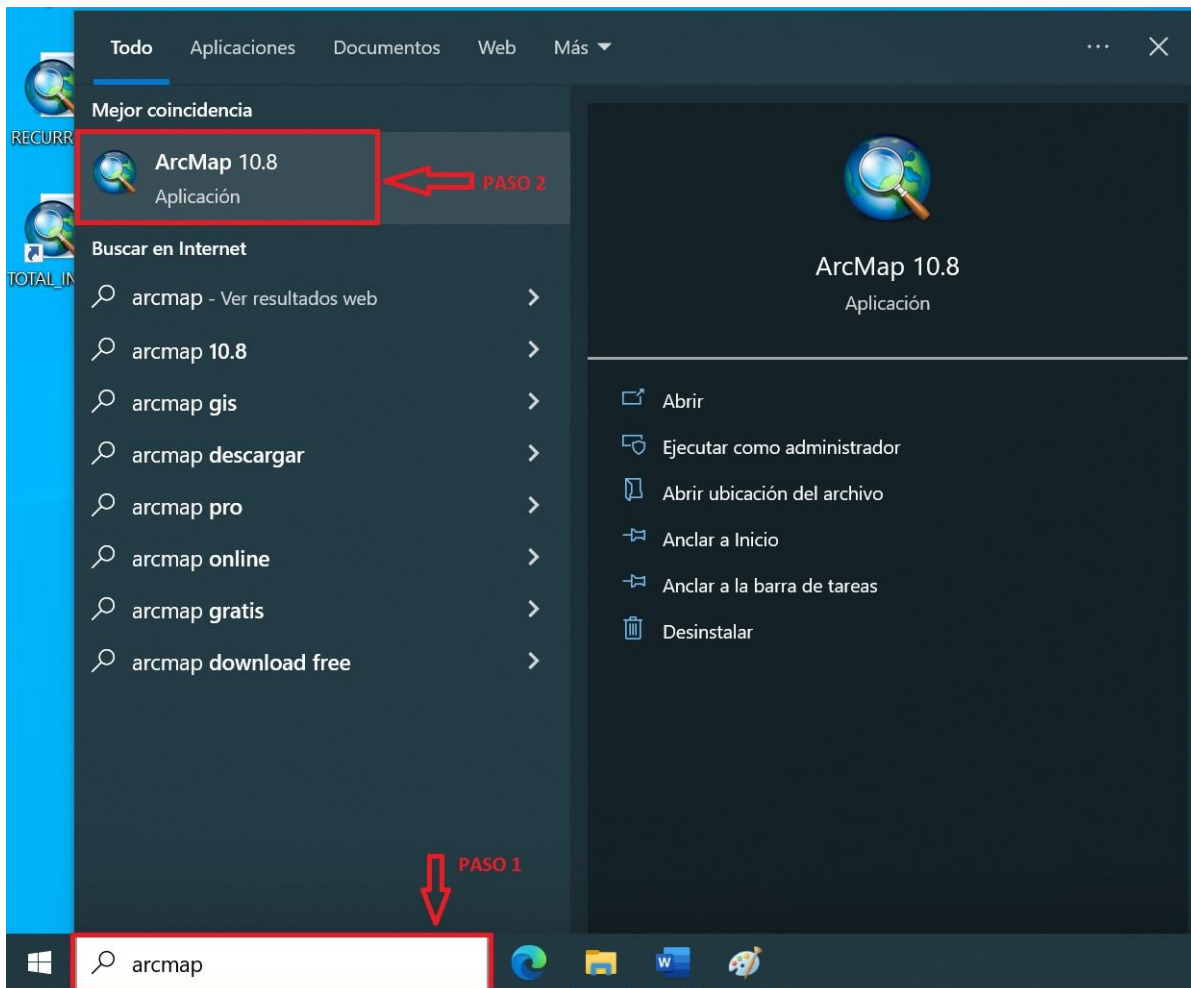 Todo Aplicaciones Documentos Web Más
Mejor coincidencia
ArcMap 10.8
Aplicación
PASO 2
Buscar en Internet
arcmap - Ver resultados web
arcmap 10.8
arcmap gis
arcmap descargar
arcmap pro
arcmap online
arcmap gratis
arcmap download free
ArcMap 10.8
Aplicación
Abrir
Ejecutar como administrador
Abrir ubicación del archivo
Anclar a Inicio
Anclar a la barra de tareas
Desinstalar
RECURR
TOTAL_IN
PASO 1
arcmap
W